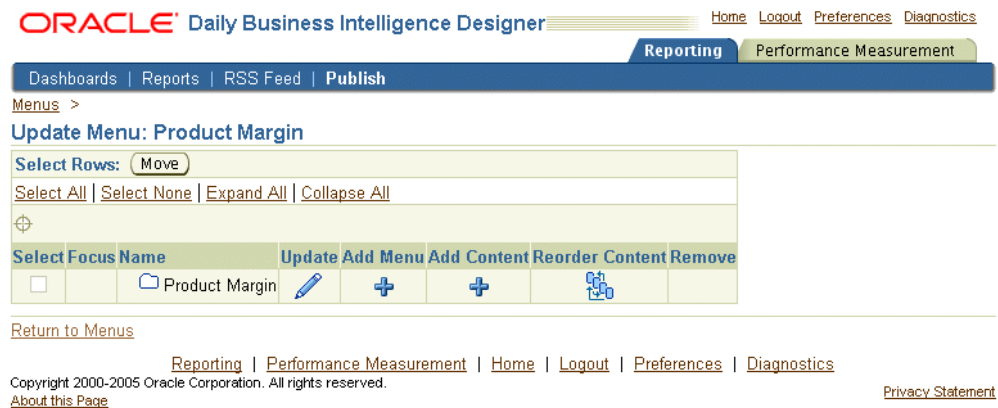 ORACLE Daily Business Intelligence Designer Home Logout Preferences Diagnostics
Reporting Performance Measurement
Dashboards | Reports | RSS Feed | Publish
Menus >
Update Menu: Product Margin
Select Rows: Move
Select All | Select None | Expand All | Collapse All
Select Focus Name Update Add Menu Add Content Reorder Content Remove
Product Margin
Return to Menus
Reporting | Performance Measurement | Home | Logout | Preferences | Diagnostics
Copyright 2000-2005 Oracle Corporation. All rights reserved.
About this Page Privacy Statement